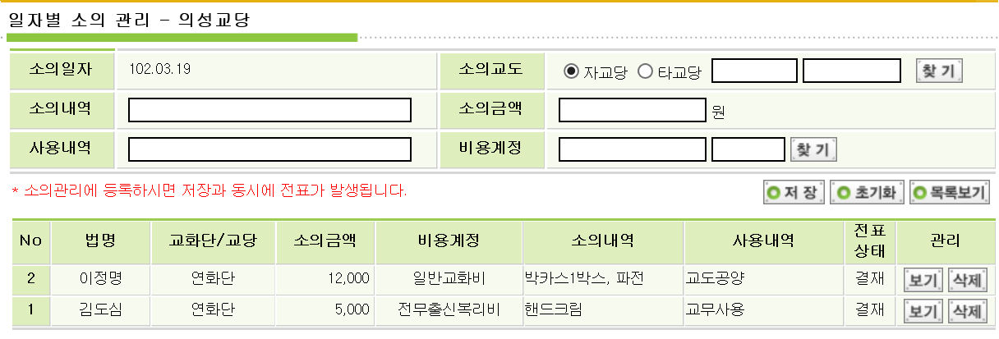 일자별 소의 관리 - 의성교당
소의일자 102.03.19 소의교도 자교당 타교당 찾 기
소의내역 소의금액 원
사용내역 비용계정 찾 기
* 소의관리에 등록하시면 저장과 동시에 전표가 발생됩니다. 저 장 초기화 목록보기
No 법명 교화단/교당 소의금액 비용계정 소의내역 사용내역 전표 상태 관리
2 이정명 연화단 12,000 일반교화비 박카스1박스, 파전 교도공양 결재 보기 삭제
1 김도심 연화단 5,000 전무출신복리비 핸드크림 교무사용 결재 보기 삭제